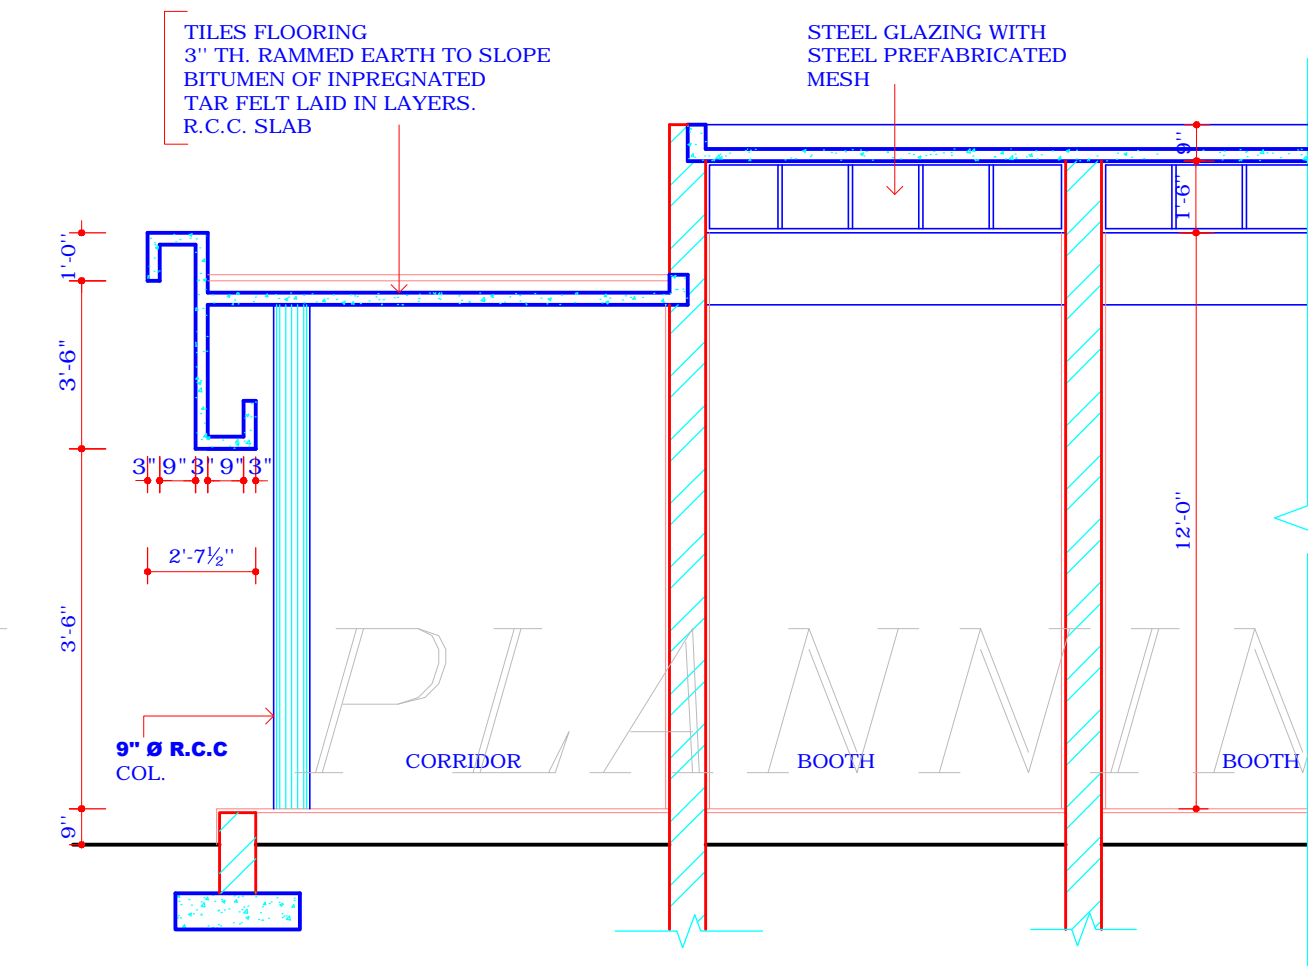 TILES FLOORING
3'' TH. RAMMED EARTH TO SLOPE
BITUMEN OF INPREGNATED
TAR FELT LAID IN LAYERS.
R.C.C. SLAB
STEEL GLAZING WITH
STEEL PREFABRICATED
MESH
9''
1'-6''
1'-0''
3'-6"
3" 9" 3" 9" 3"
2'-7½''
12'-0''
3'-6''
9" Ø R.C.C
COL.
CORRIDOR
BOOTH
BOOTH
9''
PLANNIN